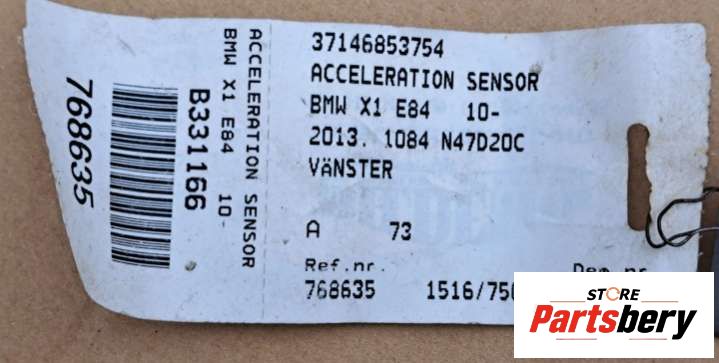 37146853754
ACCELERATION SENSOR
BMW X1 E84 10-
2013. 1084 N47D20C
VÄNSTER
A 73
Ref.nr.
768635 1516/750
ACCELERATION SENSOR
BMW X1 E84 10-
B331166
768635
STORE
Partsbery